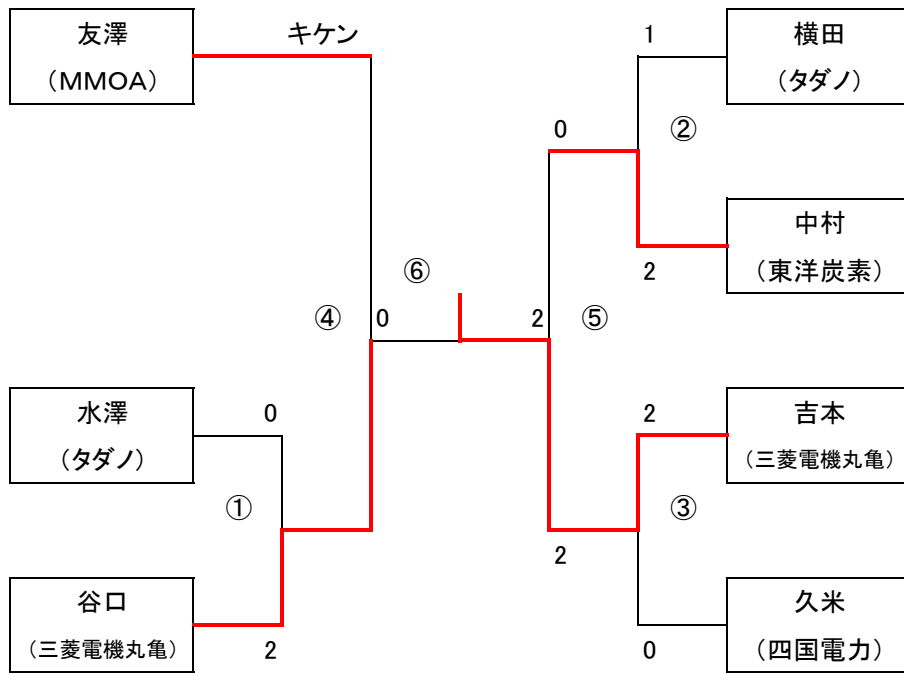 友澤
（MMOA）
キケン
1
横田
（タダノ）
0
②
中村
（東洋炭素）
2
⑥
④
0
2
⑤
水澤
（タダノ）
0
2
吉本
（三菱電機丸亀）
①
③
2
谷口
（三菱電機丸亀）
2
0
久米
（四国電力）